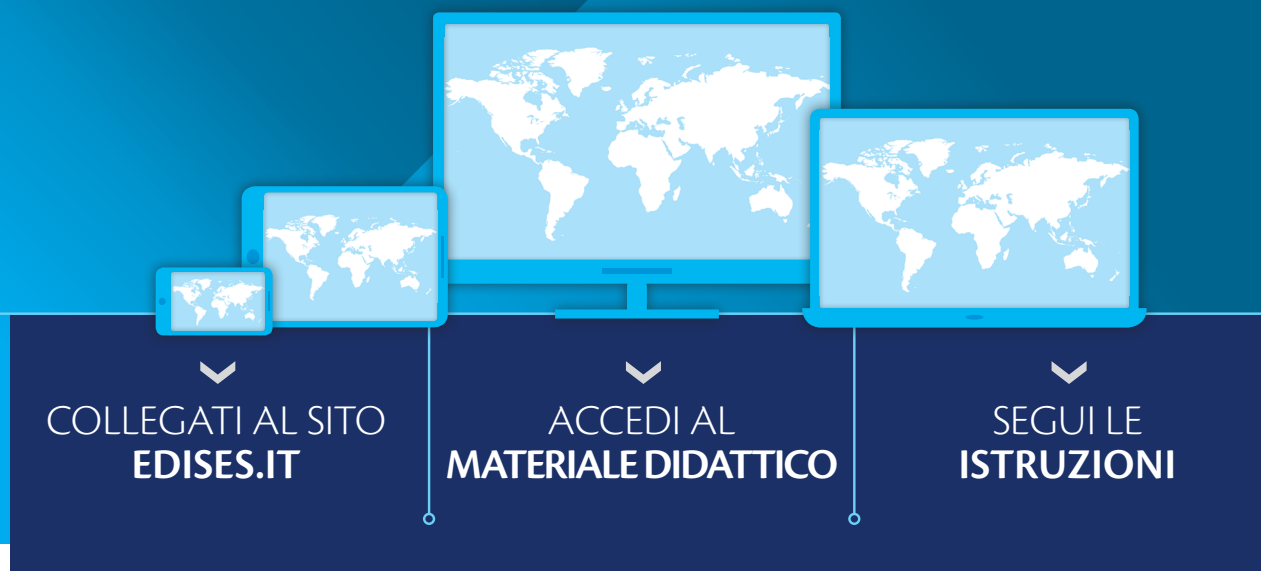 COLLEGATI AL SITO
EDISES.IT
ACCEDI AL
MATERIALE DIDATTICO
SEGUI LE
ISTRUZIONI